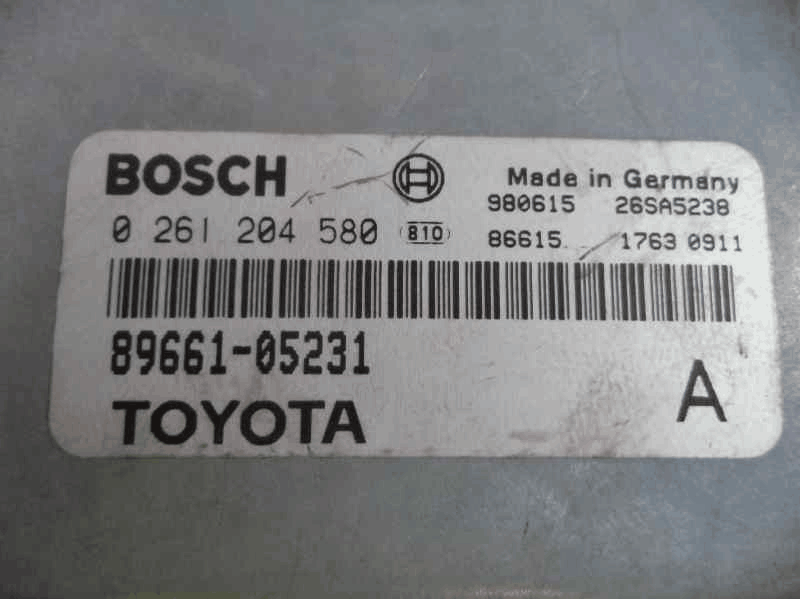 BOSCH Made in Germany
980615 26SA5238
0 261 204 580 (810) 86615 1763 0911
89661-05231
TOYOTA A